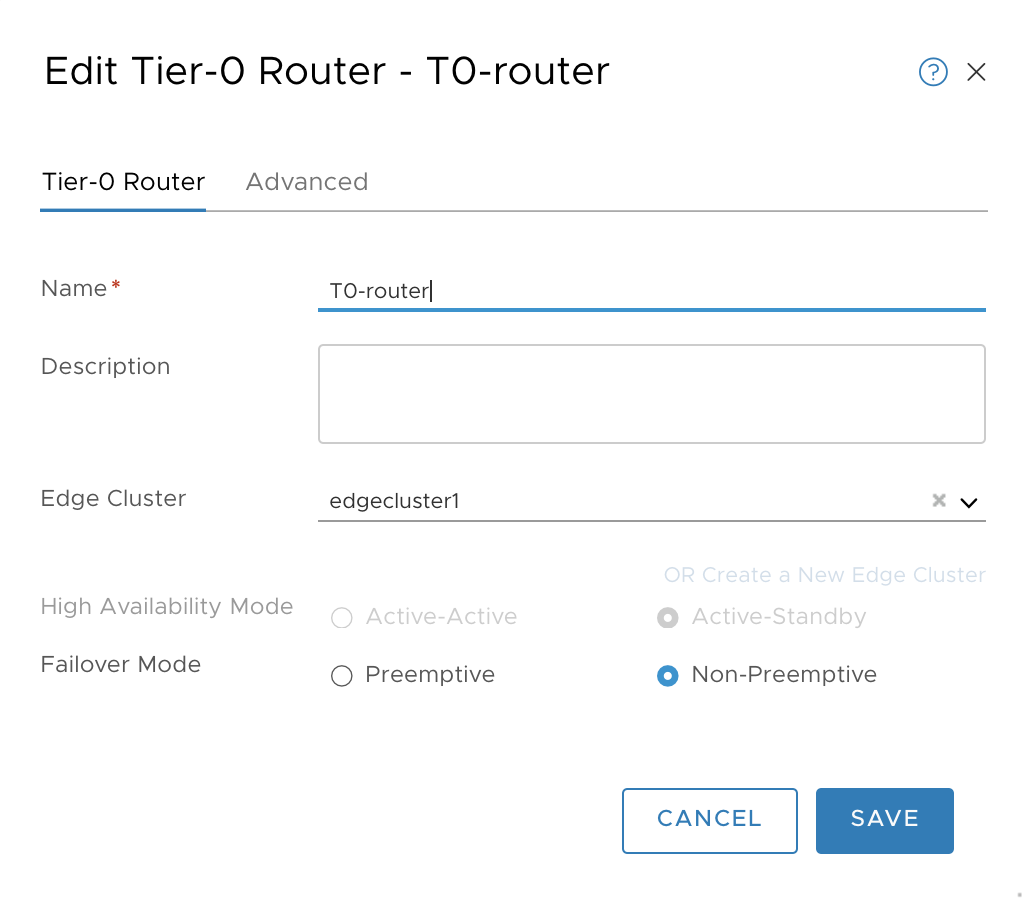 Edit Tier-0 Router - T0-router
?
Tier-0 Router Advanced
Name* T0-router
Description
Edge Cluster edgecluster1
OR Create a New Edge Cluster
High Availability Mode Active-Active Active-Standby
Failover Mode Preemptive Non-Preemptive
CANCEL SAVE